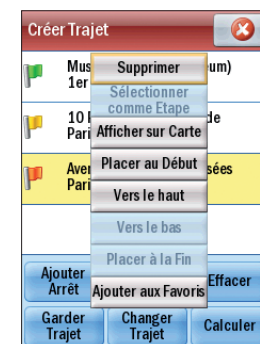 Créer Trajet
Mus
um)
1er
Supprimer
Sélectionner
comme Etape
10
de
Pari
Afficher sur Carte
Placer au Début
Ave
sées
Pari
Vers le haut
Vers le bas
Placer à la Fin
Ajouter aux Favoris
Ajouter
Arrêt
Effacer
Garder
Trajet
Changer
Trajet
Calculer